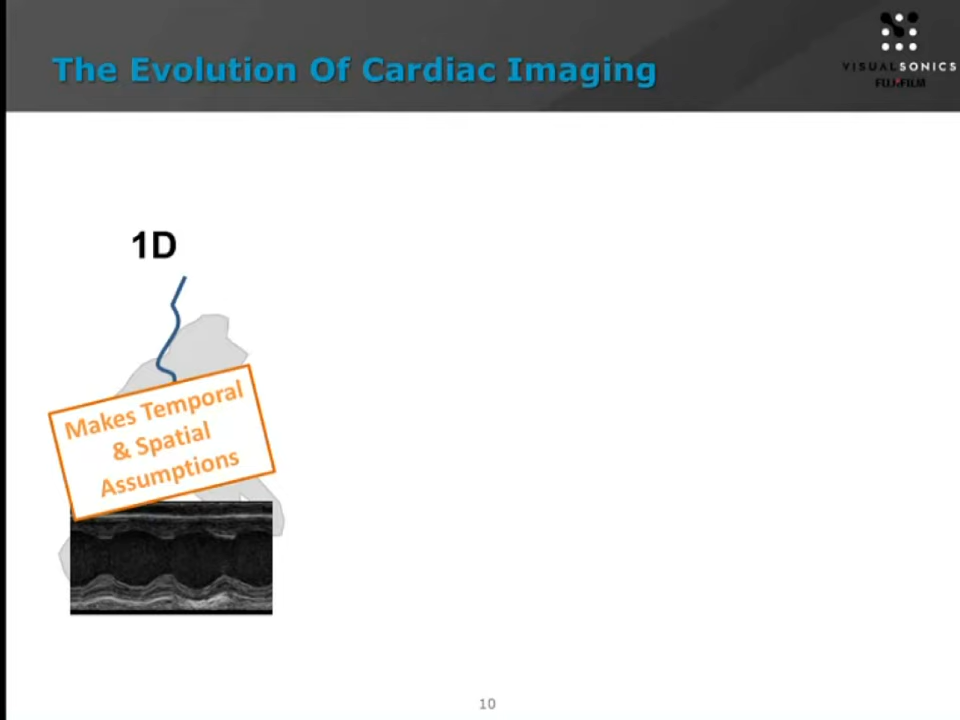 The Evolution Of Cardiac Imaging
VISUALSONICS
FUJIFILM
1D
Makes Temporal
& Spatial
Assumptions
10